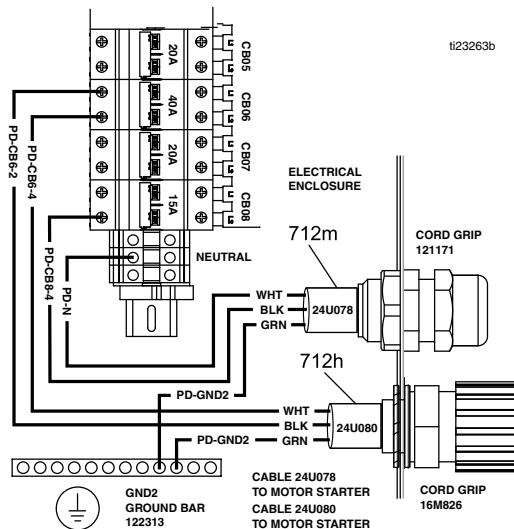 ti23263b
20A
CB05
40A
CB06
20A
CB07
15A
CB08
PD-CB6-2
PD-CB6-4
PD-CB8-4
PD-N
NEUTRAL
ELECTRICAL
ENCLOSURE
712m
CORD GRIP
121171
WHT
BLK
GRN
24U078
712h
PD-GND2
WHT
BLK
GRN
24U080
PD-GND2
GND2
GROUND BAR
122313
CABLE 24U078
TO MOTOR STARTER
CABLE 24U080
TO MOTOR STARTER
CORD GRIP
16M826